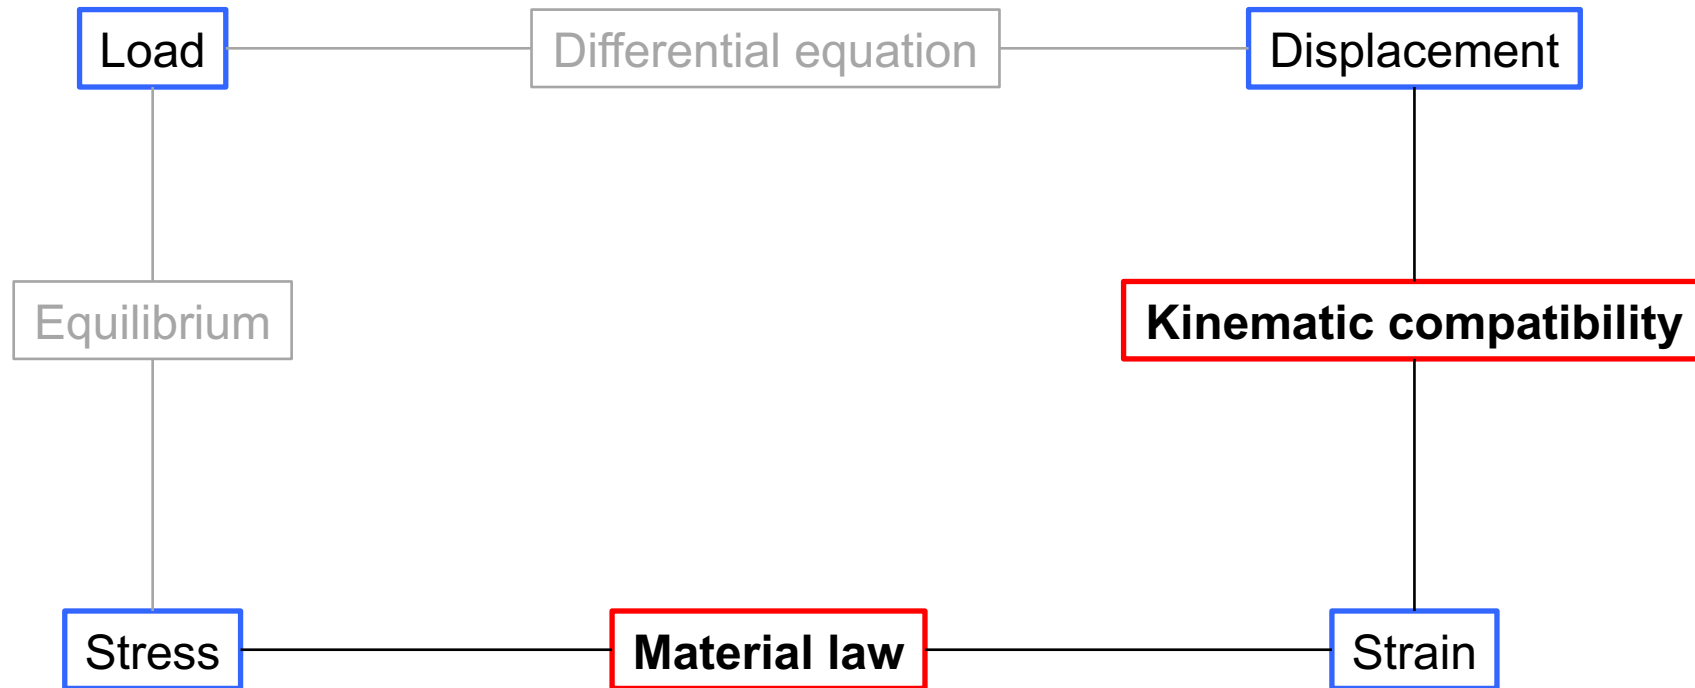 Load
Differential equation
Displacement
Equilibrium
Kinematic compatibility
Stress
Material law
Strain